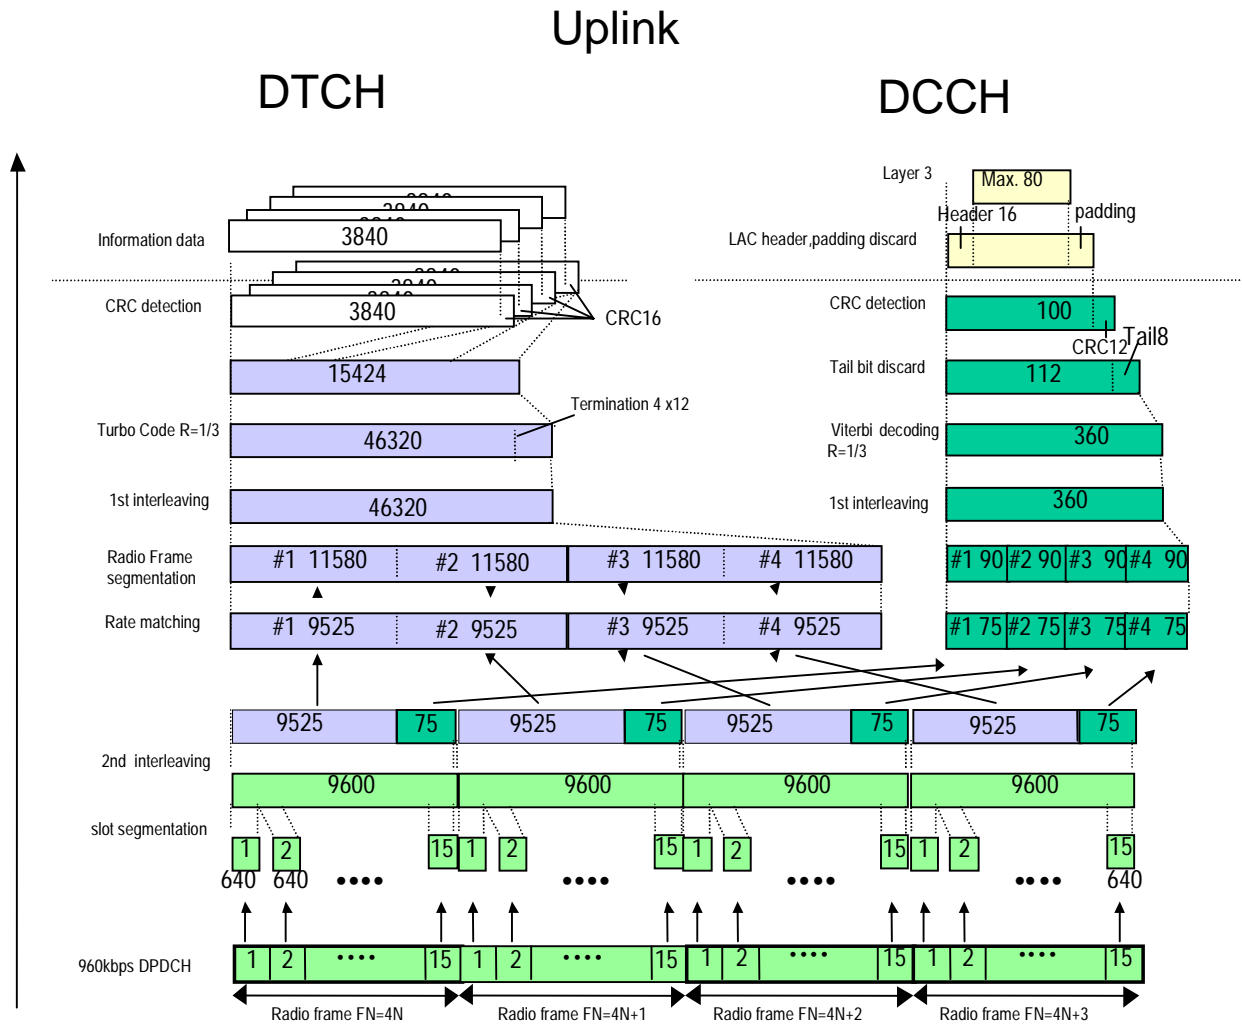 Uplink
DTCH
DCCH
Layer 3
Max. 80
Header 16
padding
Information data
3840
LAC header,padding discard
CRC detection
3840
CRC16
CRC detection
100
CRC12
Tail8
15424
Tail bit discard
112
Termination 4 x12
Turbo Code R=1/3
46320
Viterbi decoding
R=1/3
360
1st interleaving
46320
1st interleaving
360
Radio Frame
segmentation
#1 11580
#2 11580
#3 11580
#4 11580
#1 90
#2 90
#3 90
#4 90
Rate matching
#1 9525
#2 9525
#3 9525
#4 9525
#1 75
#2 75
#3 75
#4 75
9525
75
9525
75
9525
75
9525
75
2nd interleaving
9600
9600
9600
9600
slot segmentation
1
2
15
1
2
15
1
2
15
1
2
15
640
640
••••
••••
••••
••••
640
960kbps DPDCH
1
2
••••
15
1
2
••••
15
1
2
••••
15
1
2
••••
15
Radio frame FN=4N
Radio frame FN=4N+1
Radio frame FN=4N+2
Radio frame FN=4N+3